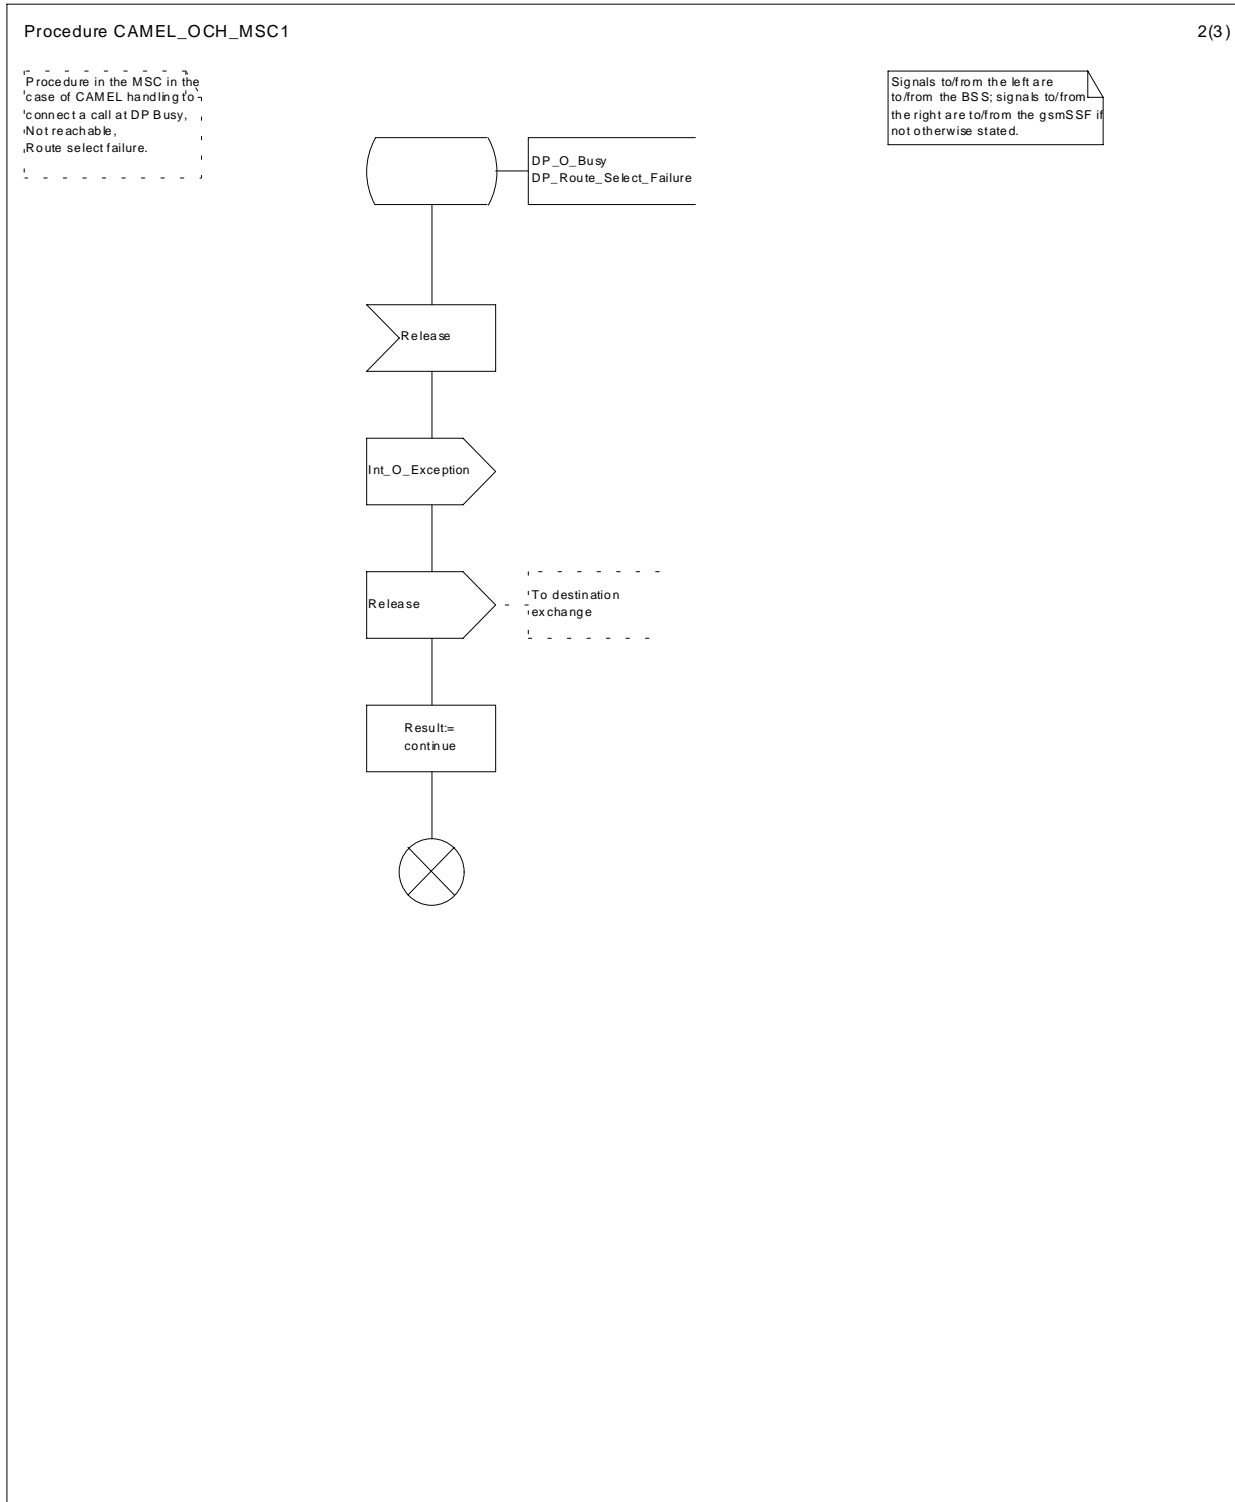 Procedure CAMEL_OCH_MSC1
2(3)
Procedure in the MSC in the
case of CAMEL handling to
connect a call at DP Busy,
Not reachable,
Route select failure.
Signals to/from the left are
to/from the BSS; signals to/from
the right are to/from the gsmSSF if
not otherwise stated.
DP_O_Busy
DP_Route_Select_Failure
Release
Int_O_Exception
Release
To destination
exchange
Result:=
continue